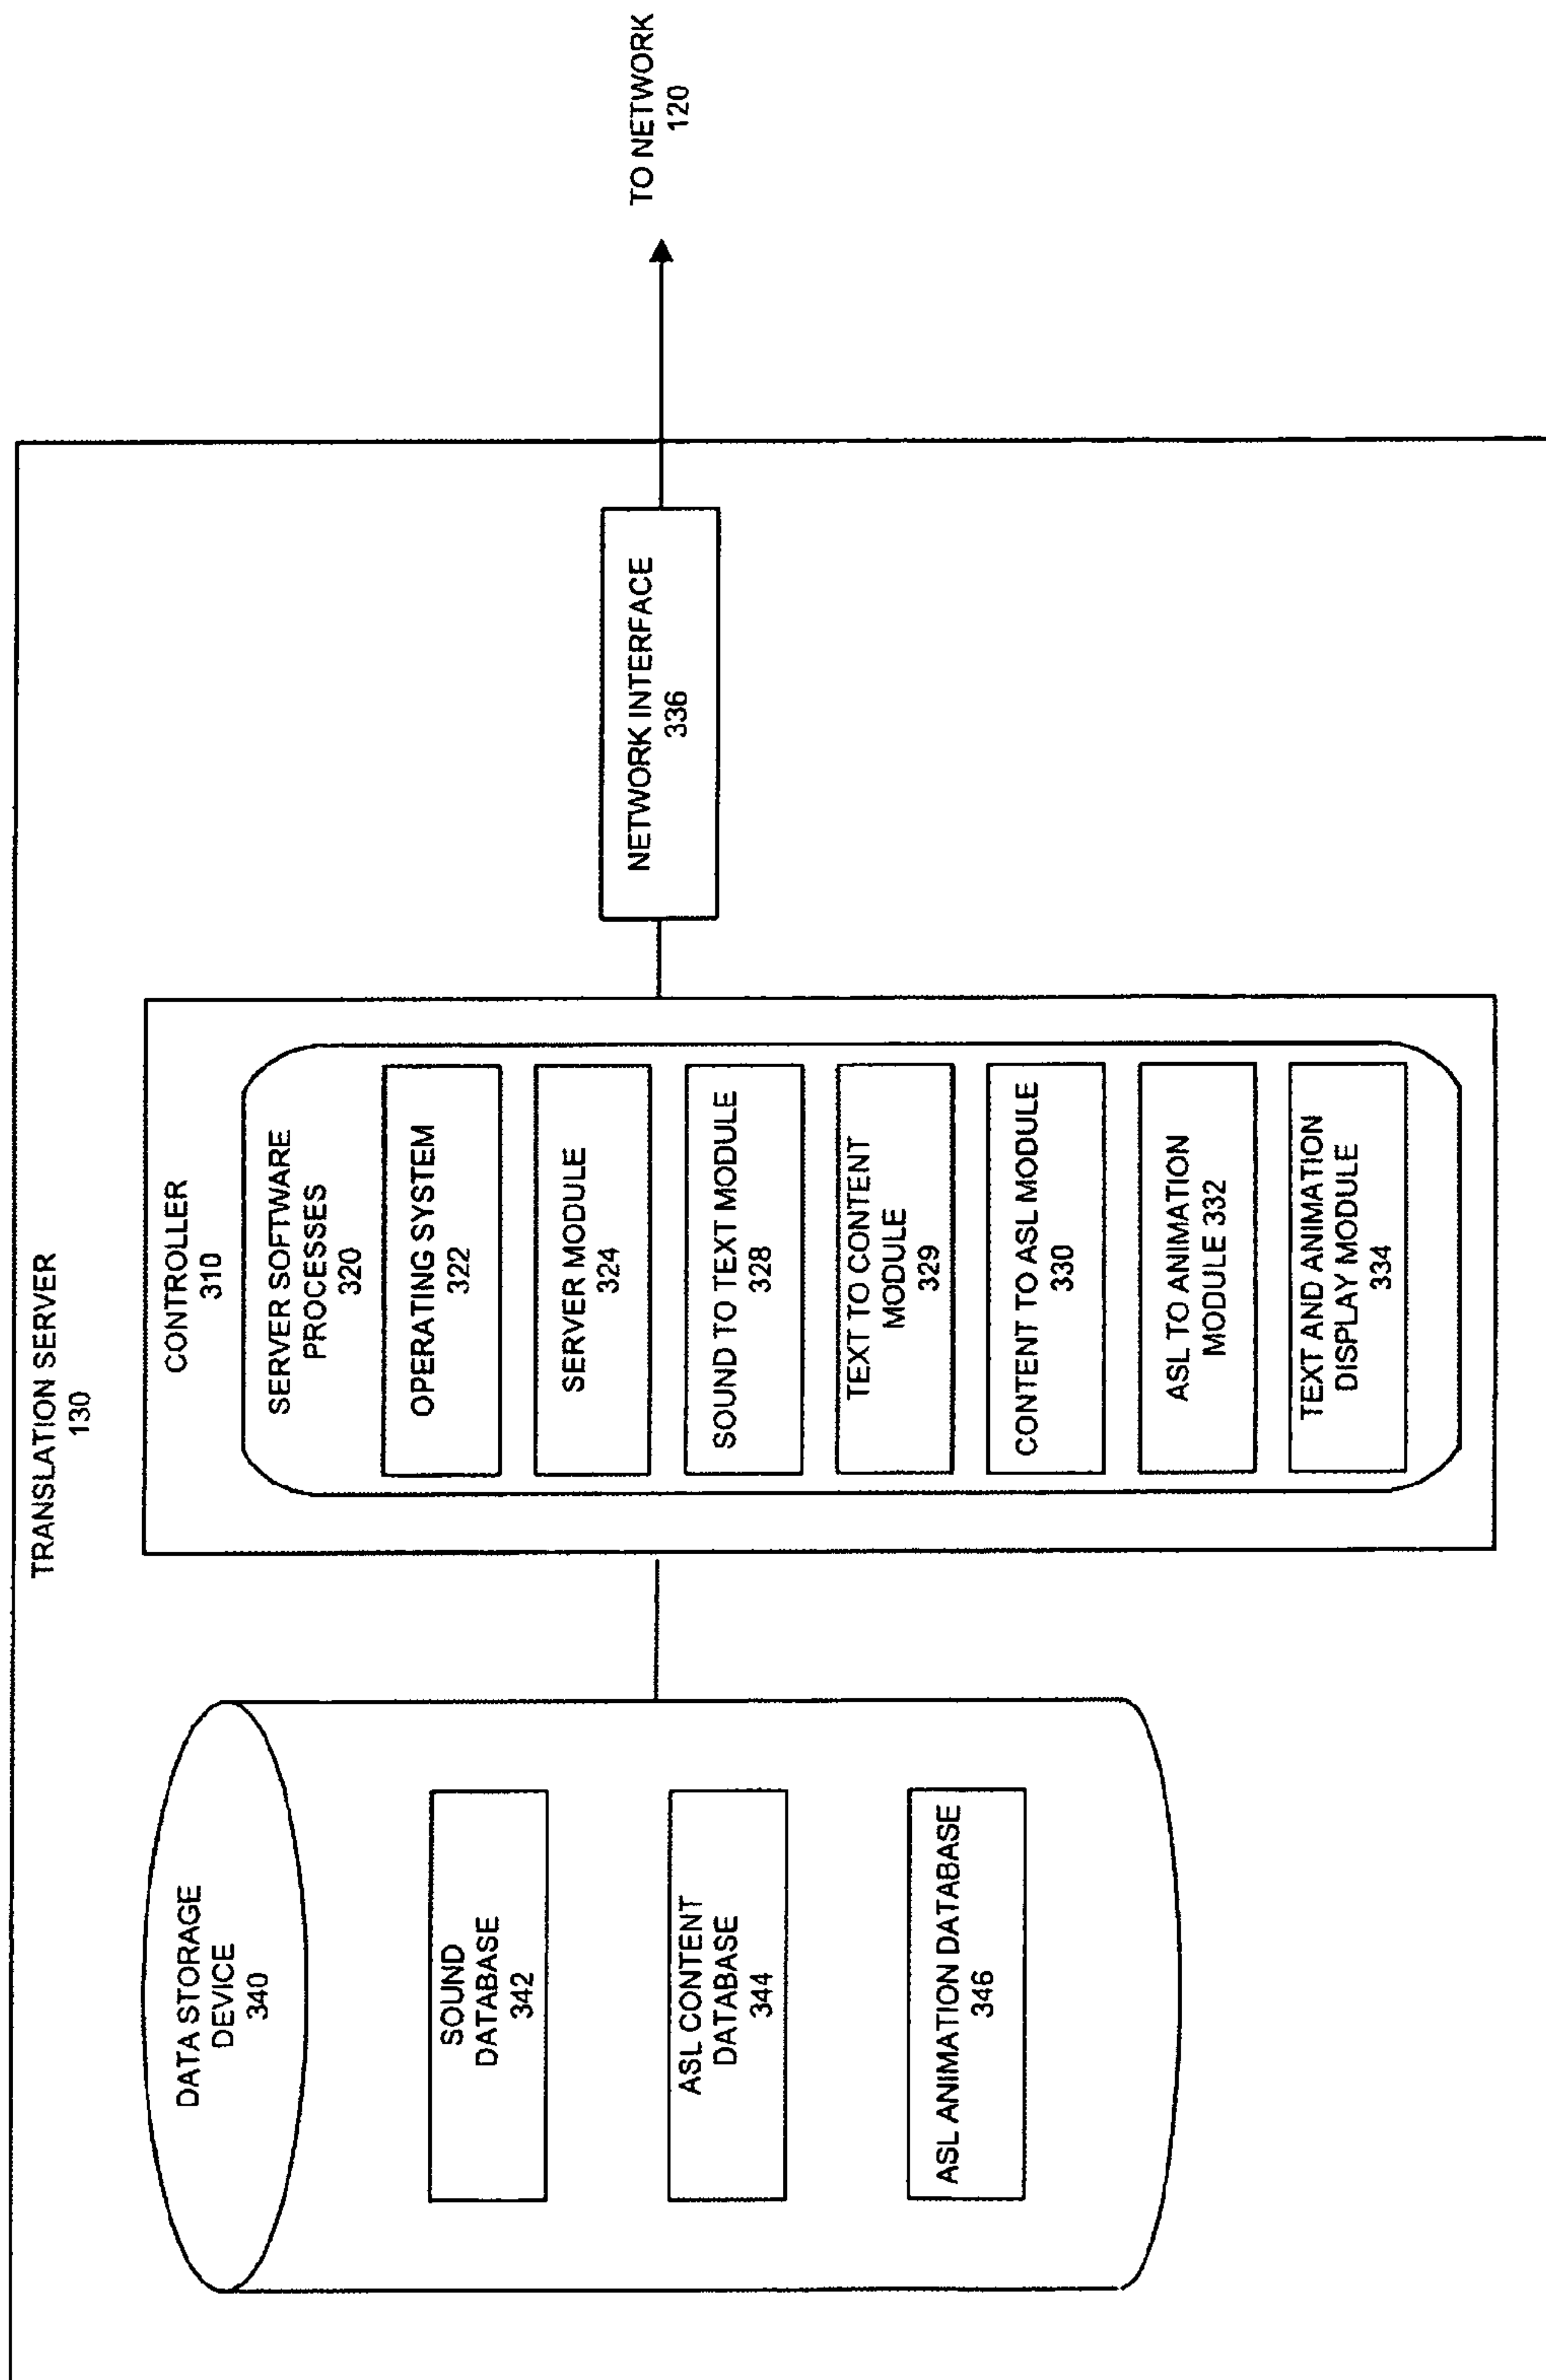 TRANSLATION SERVER
130
DATA STORAGE
DEVICE
340
SOUND
DATABASE
342
ASL CONTENT
DATABASE
344
ASL ANIMATION DATABASE
346
CONTROLLER
310
SERVER SOFTWARE
PROCESSES
320
OPERATING SYSTEM
322
SERVER MODULE
324
SOUND TO TEXT MODULE
328
TEXT TO CONTENT
MODULE
329
CONTENT TO ASL MODULE
330
ASL TO ANIMATION
MODULE 332
TEXT AND ANIMATION
DISPLAY MODULE
334
NETWORK INTERFACE
336
TO NETWORK
120